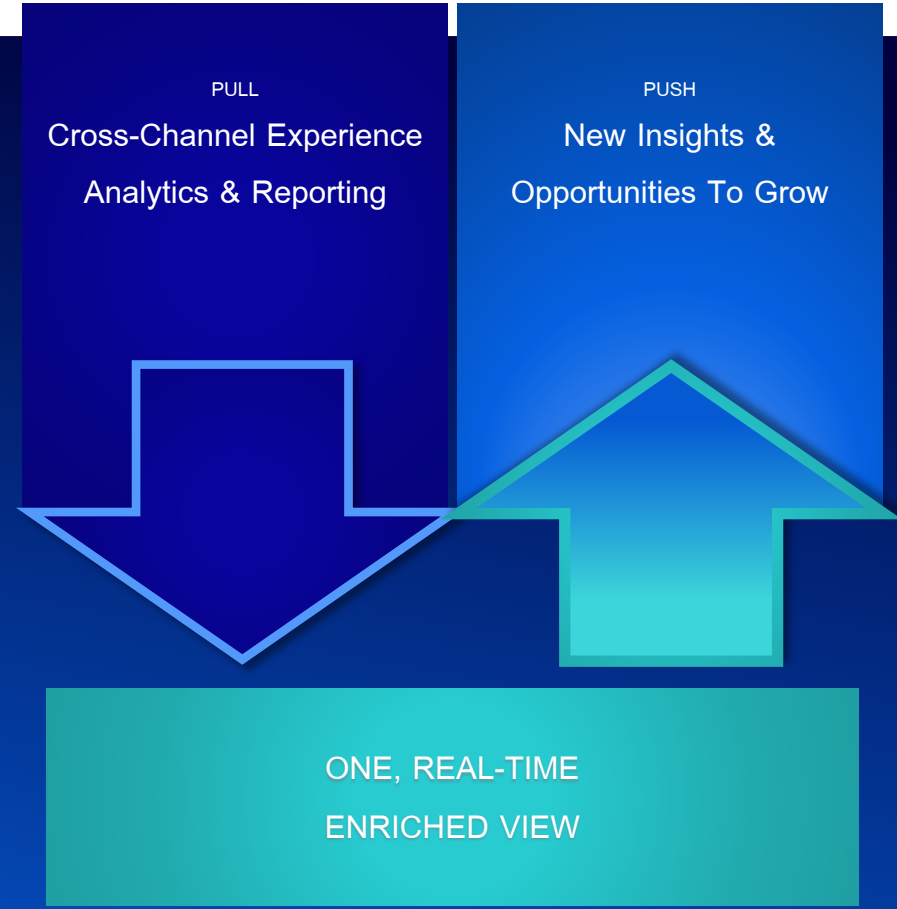 PULL
Cross-Channel Experience
Analytics & Reporting
PUSH
New Insights &
Opportunities To Grow
ONE, REAL-TIME
ENRICHED VIEW